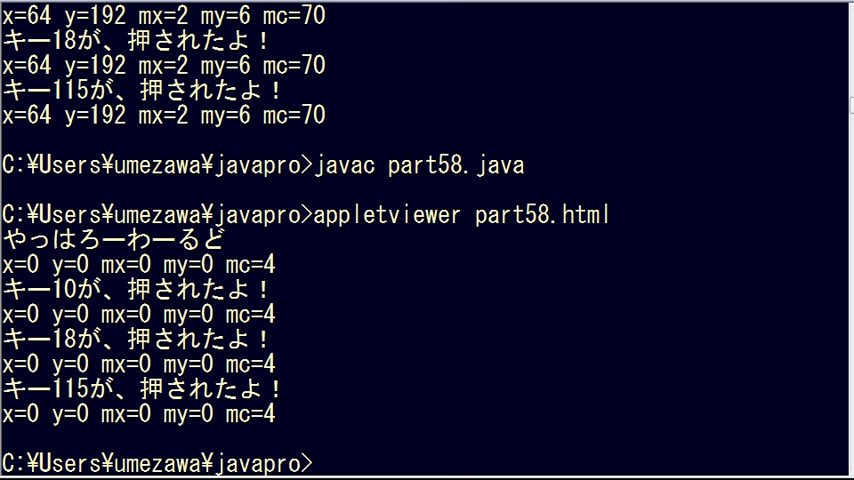 x=64 y=192 mx=2 my=6 mc=70
キー18が、押されたよ！
x=64 y=192 mx=2 my=6 mc=70
キー115が、押されたよ！
x=64 y=192 mx=2 my=6 mc=70
C:¥Users¥umezawa¥javapro>javac part58.java
C:¥Users¥umezawa¥javapro>appletviewer part58.html
やっはろーわーるど
x=0 y=0 mx=0 my=0 mc=4
キー10が、押されたよ！
x=0 y=0 mx=0 my=0 mc=4
キー18が、押されたよ！
x=0 y=0 mx=0 my=0 mc=4
キー115が、押されたよ！
x=0 y=0 mx=0 my=0 mc=4
C:¥Users¥umezawa¥javapro>